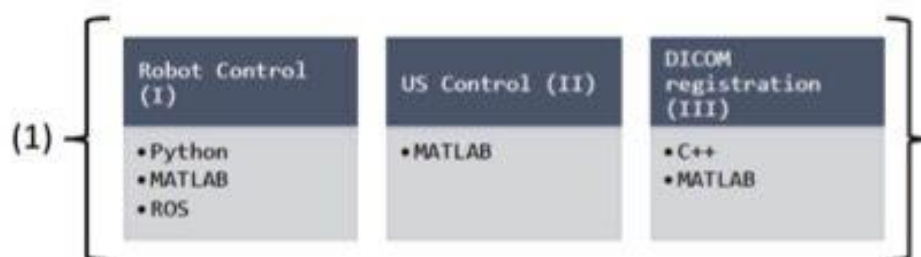 (1)
Robot Control
(I)
•Python
•MATLAB
•ROS
US Control (II)
•MATLAB
DICOM
registration
(III)
•C++
•MATLAB